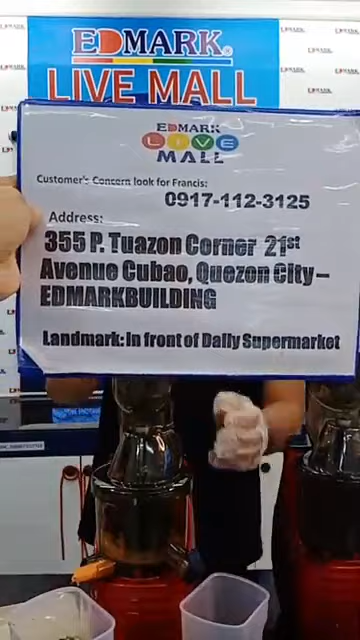 EDMARK®
LIVE MALL
EDMARK
LIVE
MALL
Customer's Concern look for Francis:
0917-112-3125
Address:
355 P. Tuazon Corner 21st
Avenue Cubao, Quezon City-
EDMARKBUILDING
Landmark: In front of Daily Supermarket